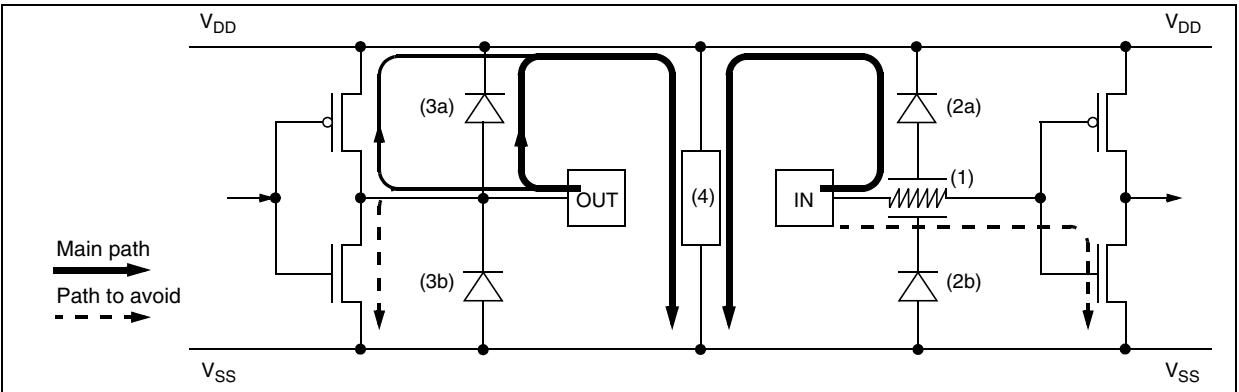 VDD
VDD
(3a)
(2a)
(1)
OUT
(4)
IN
Main path
(3b)
(2b)
Path to avoid
VSS
VSS